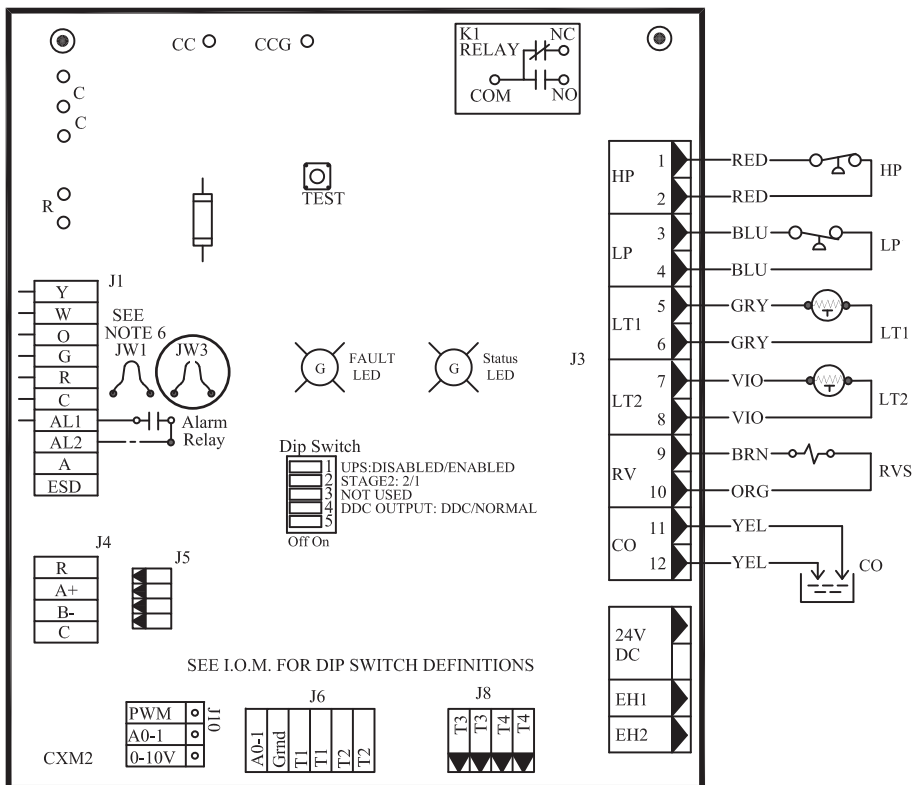 CC
CCG
K1
RELAY
NC
COM
NO
C
C
R
TEST
J1
Y
W
O
G
R
C
AL1
AL2
A
ESD
SEE
NOTE 6
JW1
JW3
Alarm
Relay
G
FAULT
LED
G
Status
LED
J3
Dip Switch
1 UPS:DISABLED/ENABLED
2 STAGE2: 2/1
3 NOT USED
4 DDC OUTPUT: DDC/NORMAL
5
Off On
HP
1
RED
2
RED
HP
LP
3
BLU
4
BLU
LP
LT1
5
GRY
6
GRY
LT1
LT2
7
VIO
8
VIO
LT2
RV
9
BRN
10
ORG
RVS
CO
11
YEL
12
YEL
CO
24V
DC
EH1
EH2
J4
R
A+
B-
C
J5
SEE I.O.M. FOR DIP SWITCH DEFINITIONS
CXM2
PWM
A0-1
0-10V
J10
J6
A0-1
Grnd
T1
T1
T2
T2
J8
T3
T3
T4
T4